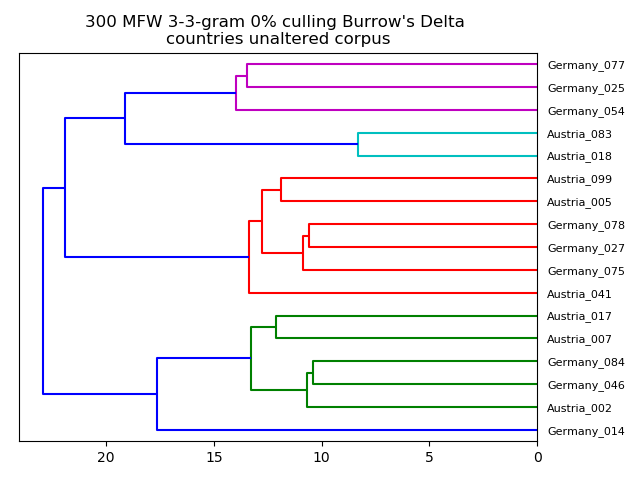 300 MFW 3-3-gram 0% culling Burrow's Delta
countries unaltered corpus
Germany_077
Germany_025
Germany_054
Austria_083
Austria_018
Austria_099
Austria_005
Germany_078
Germany_027
Germany_075
Austria_041
Austria_017
Austria_007
Germany_084
Germany_046
Austria_002
Germany_014
20 15 10 5 0